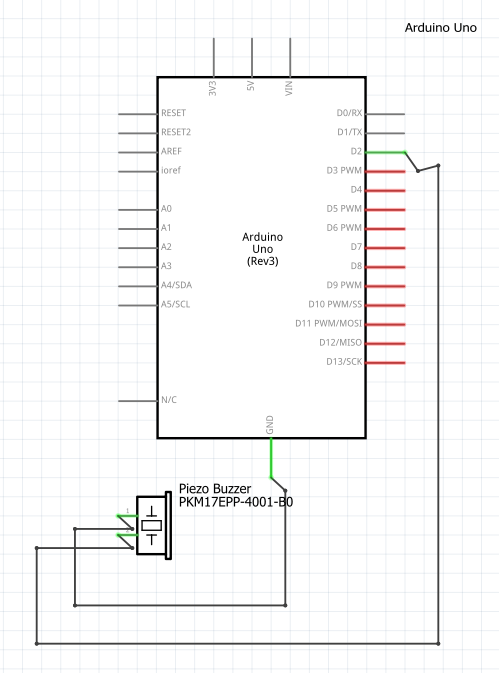 Arduino Uno
3V3
5V
VIN
RESET
D0/RX
RESET2
D1/TX
AREF
D2
ioref
D3 PWM
D4
A0
D5 PWM
A1
D6 PWM
A2
D7
A3
D8
A4/SDA
D9 PWM
A5/SCL
D10 PWM/SS
Arduino
Uno
(Rev3)
D11 PWM/MOSI
D12/MISO
D13/SCK
N/C
GND
Piezo Buzzer
PKM17EPP-4001-B0